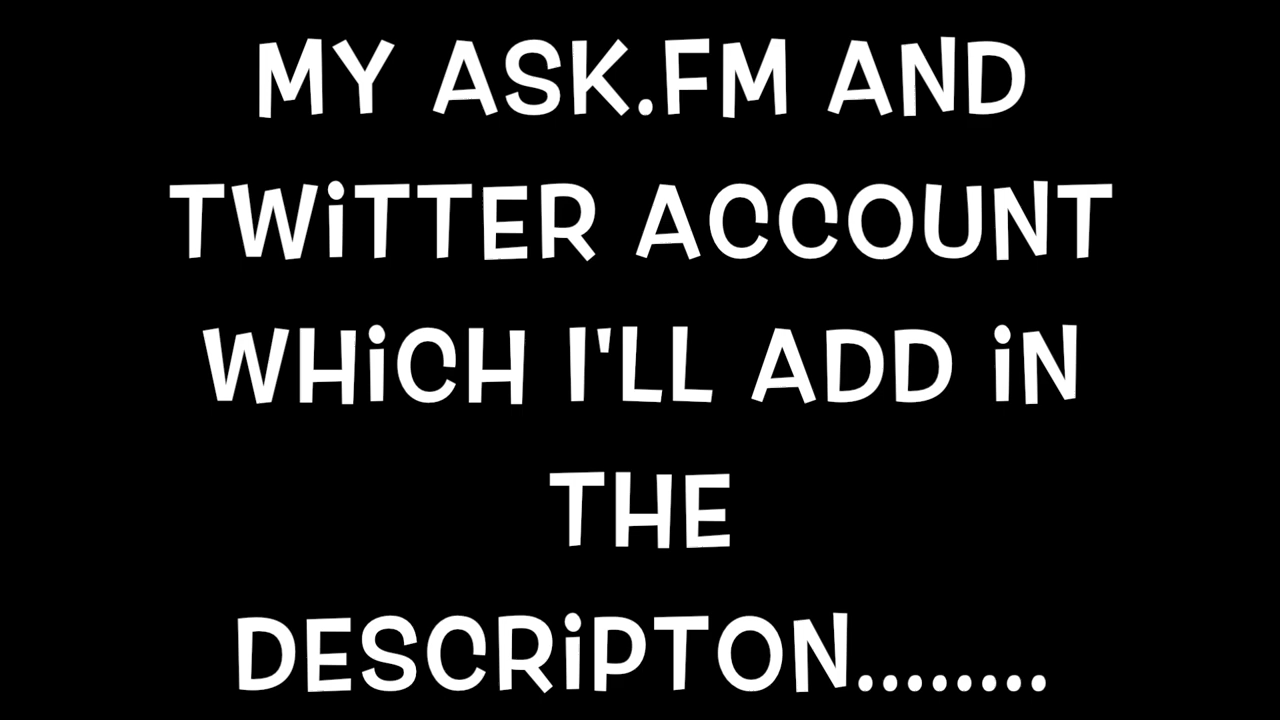 MY ASK.FM AND
TWiTTER ACCOUNT
WHiCH I'LL ADD iN
THE
DESCRiPTON........